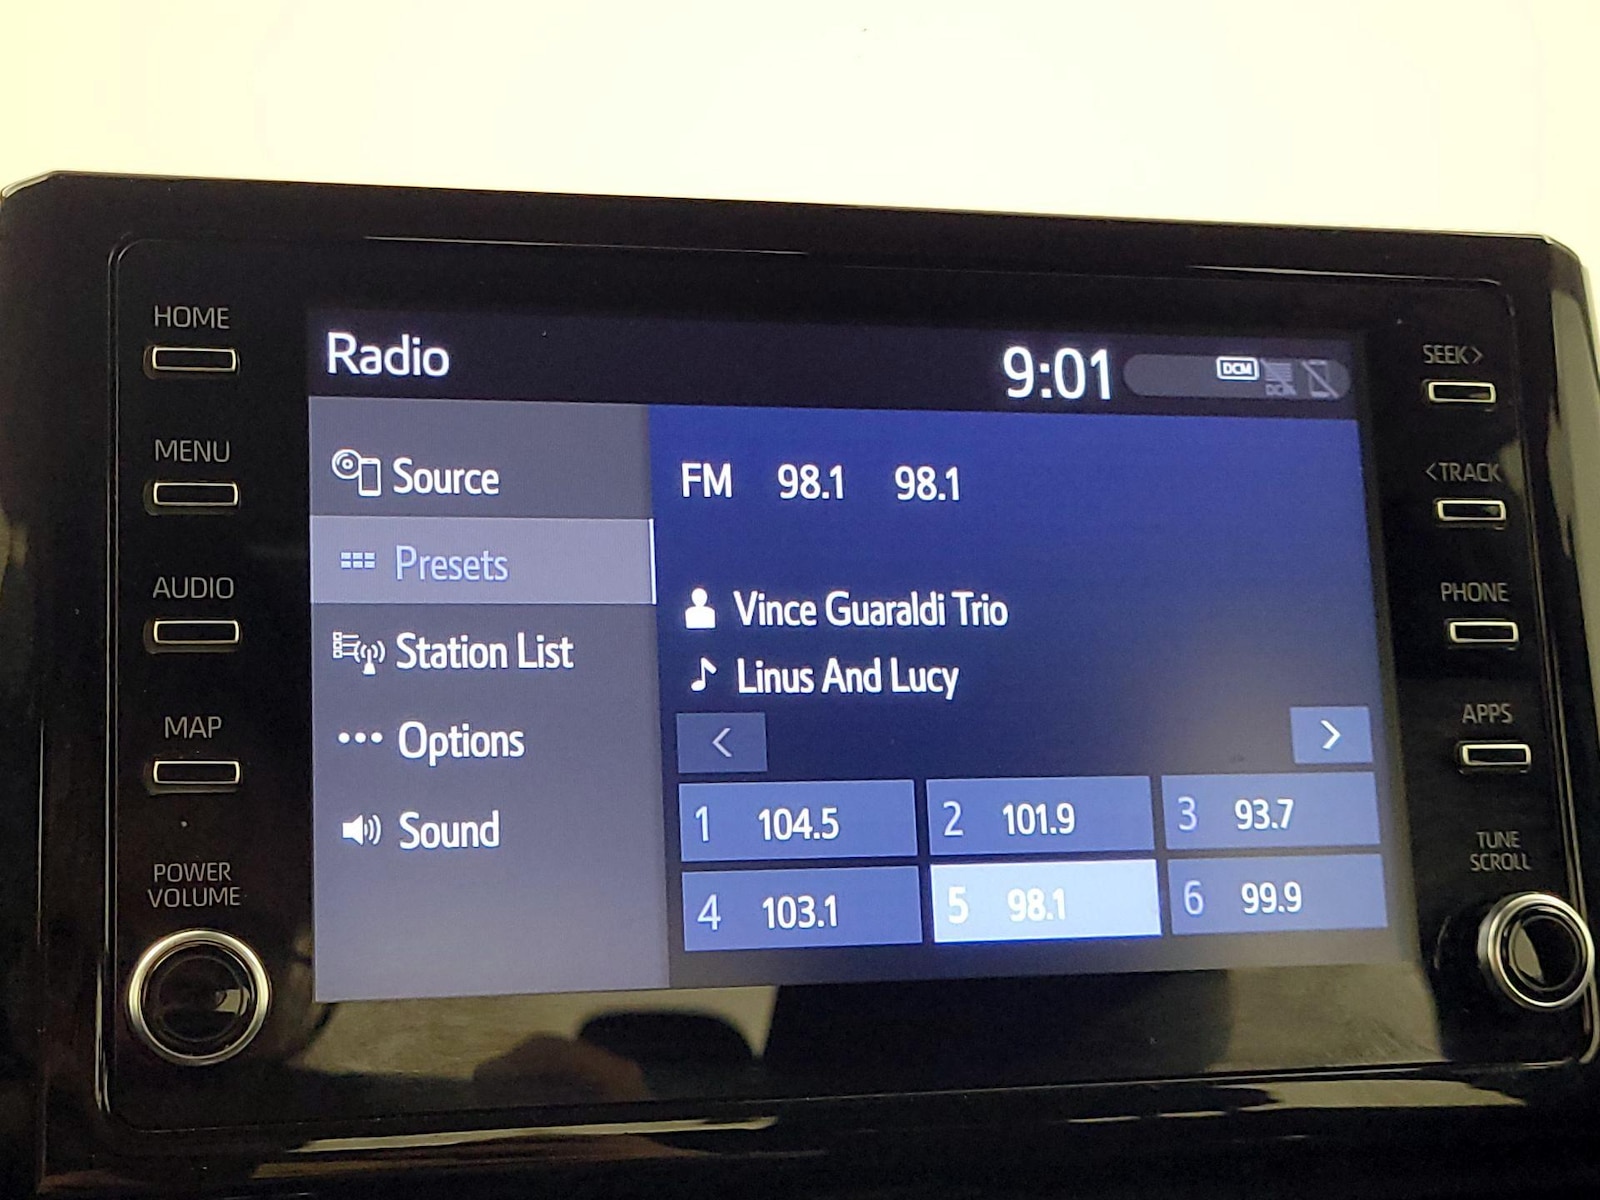 HOME
MENU
AUDIO
MAP
POWER
VOLUME
Radio
9:01
DCM
Source
Presets
Station List
Options
Sound
FM 98.1 98.1
Vince Guaraldi Trio
Linus And Lucy
< >
1 104.5 2 101.9 3 93.7
4 103.1 5 98.1 6 99.9
SEEK>
<TRACK
PHONE
APPS
TUNE
SCROLL